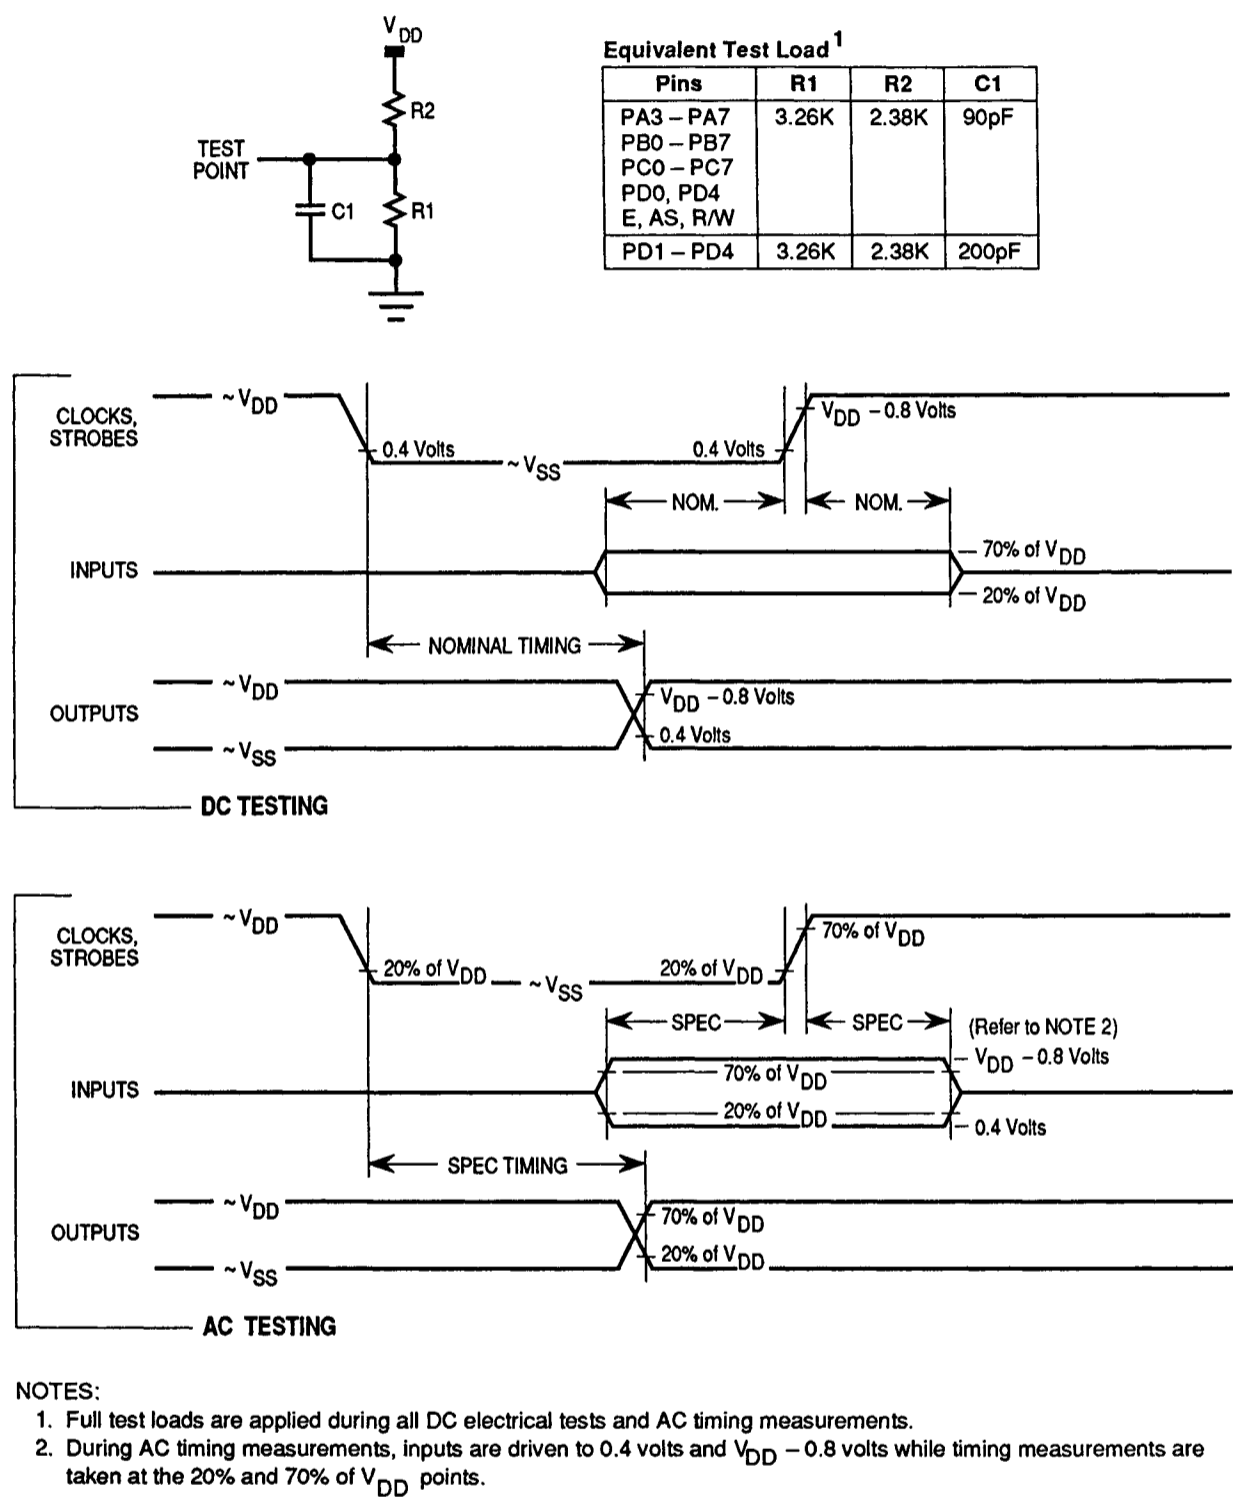 VDD
R2
TEST
POINT
C1
R1
Equivalent Test Load1
Pins R1 R2 C1
PA3 – PA7 3.26K 2.38K 90pF
PB0 – PB7
PC0 – PC7
PD0, PD4
E, AS, R/W
PD1 – PD4 3.26K 2.38K 200pF
CLOCKS,
STROBES
~ VDD
0.4 Volts
~ VSS
0.4 Volts
VDD – 0.8 Volts
NOM.
NOM.
INPUTS
70% of VDD
20% of VDD
NOMINAL TIMING
OUTPUTS
~ VDD
VDD – 0.8 Volts
0.4 Volts
~ VSS
DC TESTING
CLOCKS,
STROBES
~ VDD
20% of VDD
~ VSS
20% of VDD
70% of VDD
SPEC
SPEC
(Refer to NOTE 2)
INPUTS
VDD – 0.8 Volts
70% of VDD
20% of VDD
0.4 Volts
SPEC TIMING
OUTPUTS
~ VDD
70% of VDD
20% of VDD
~ VSS
AC TESTING
NOTES:
1. Full test loads are applied during all DC electrical tests and AC timing measurements.
2. During AC timing measurements, inputs are driven to 0.4 volts and VDD – 0.8 volts while timing measurements are
taken at the 20% and 70% of VDD points.